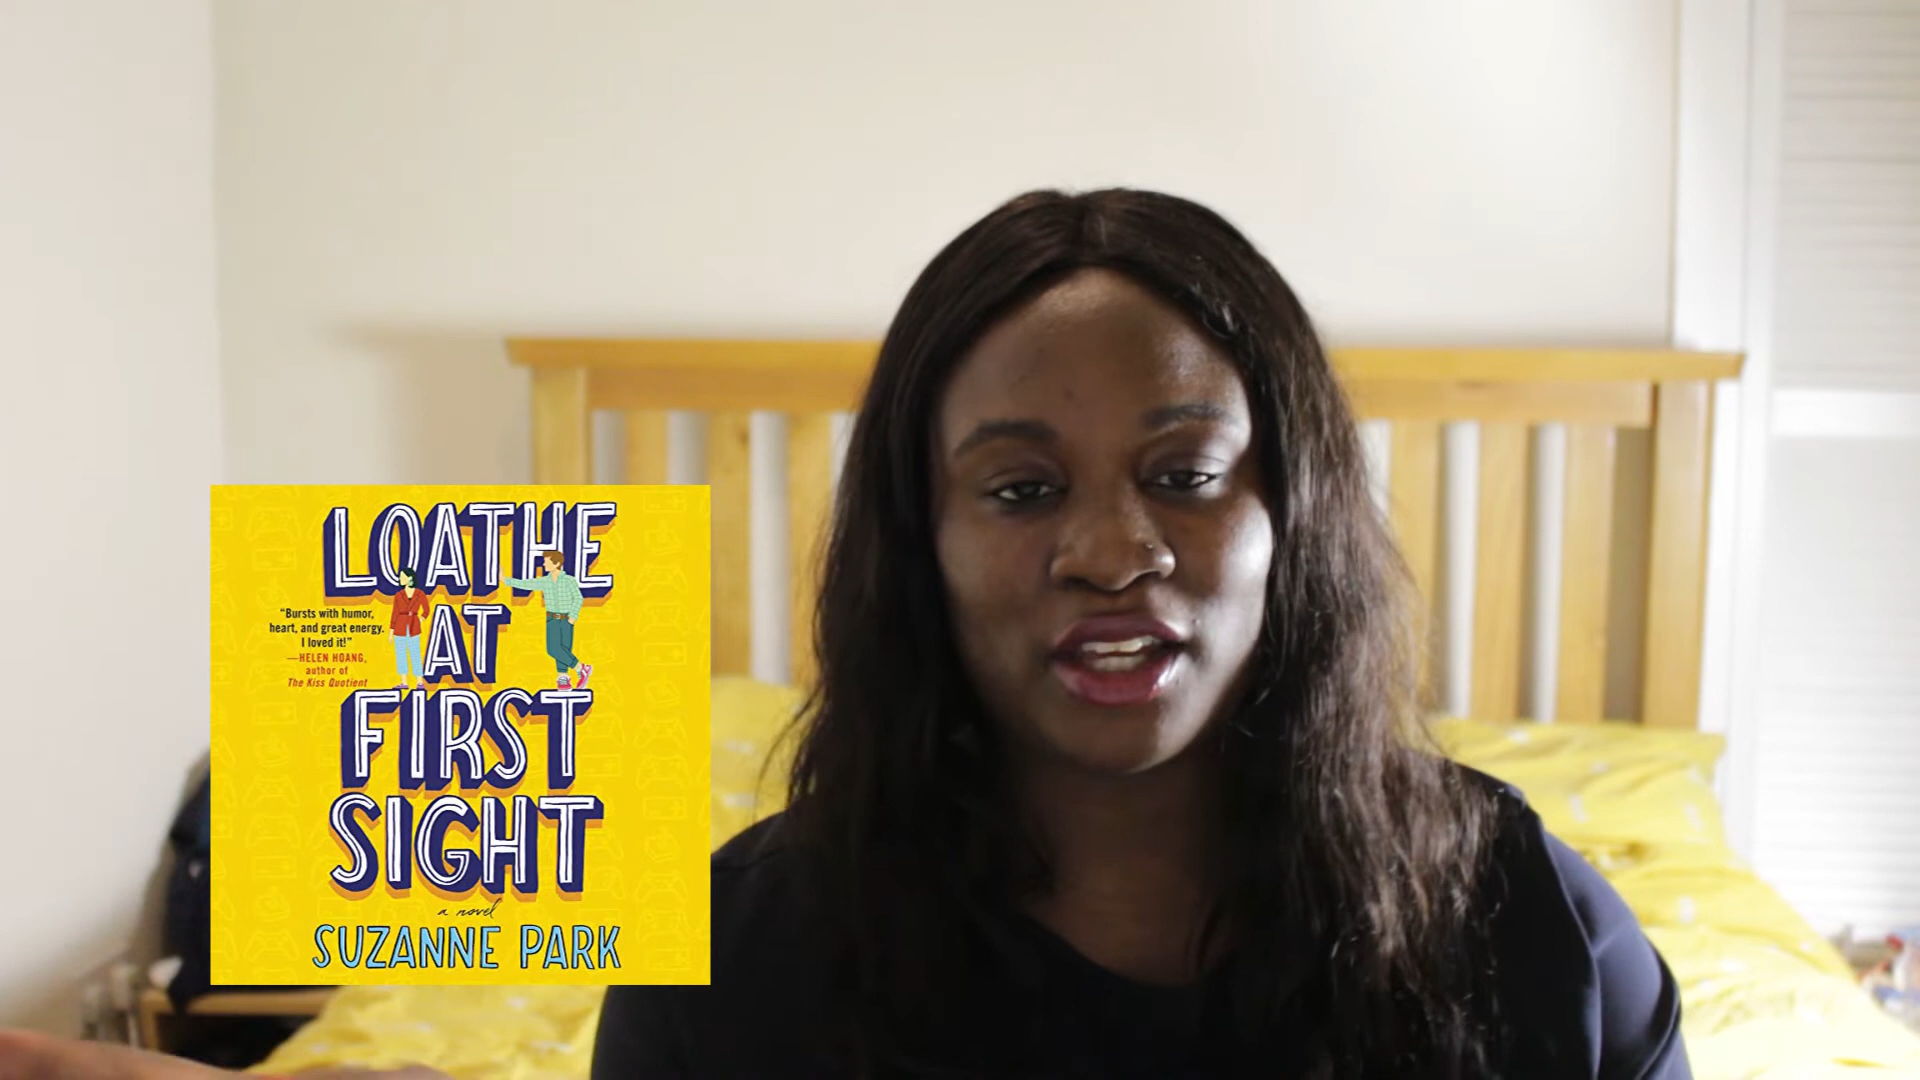 LOATHE
AT
FIRST
SIGHT
“Bursts with humor,
heart, and great energy.
I loved it!”
—HELEN HOANG,
author of
The Kiss Quotient
a novel
SUZANNE PARK